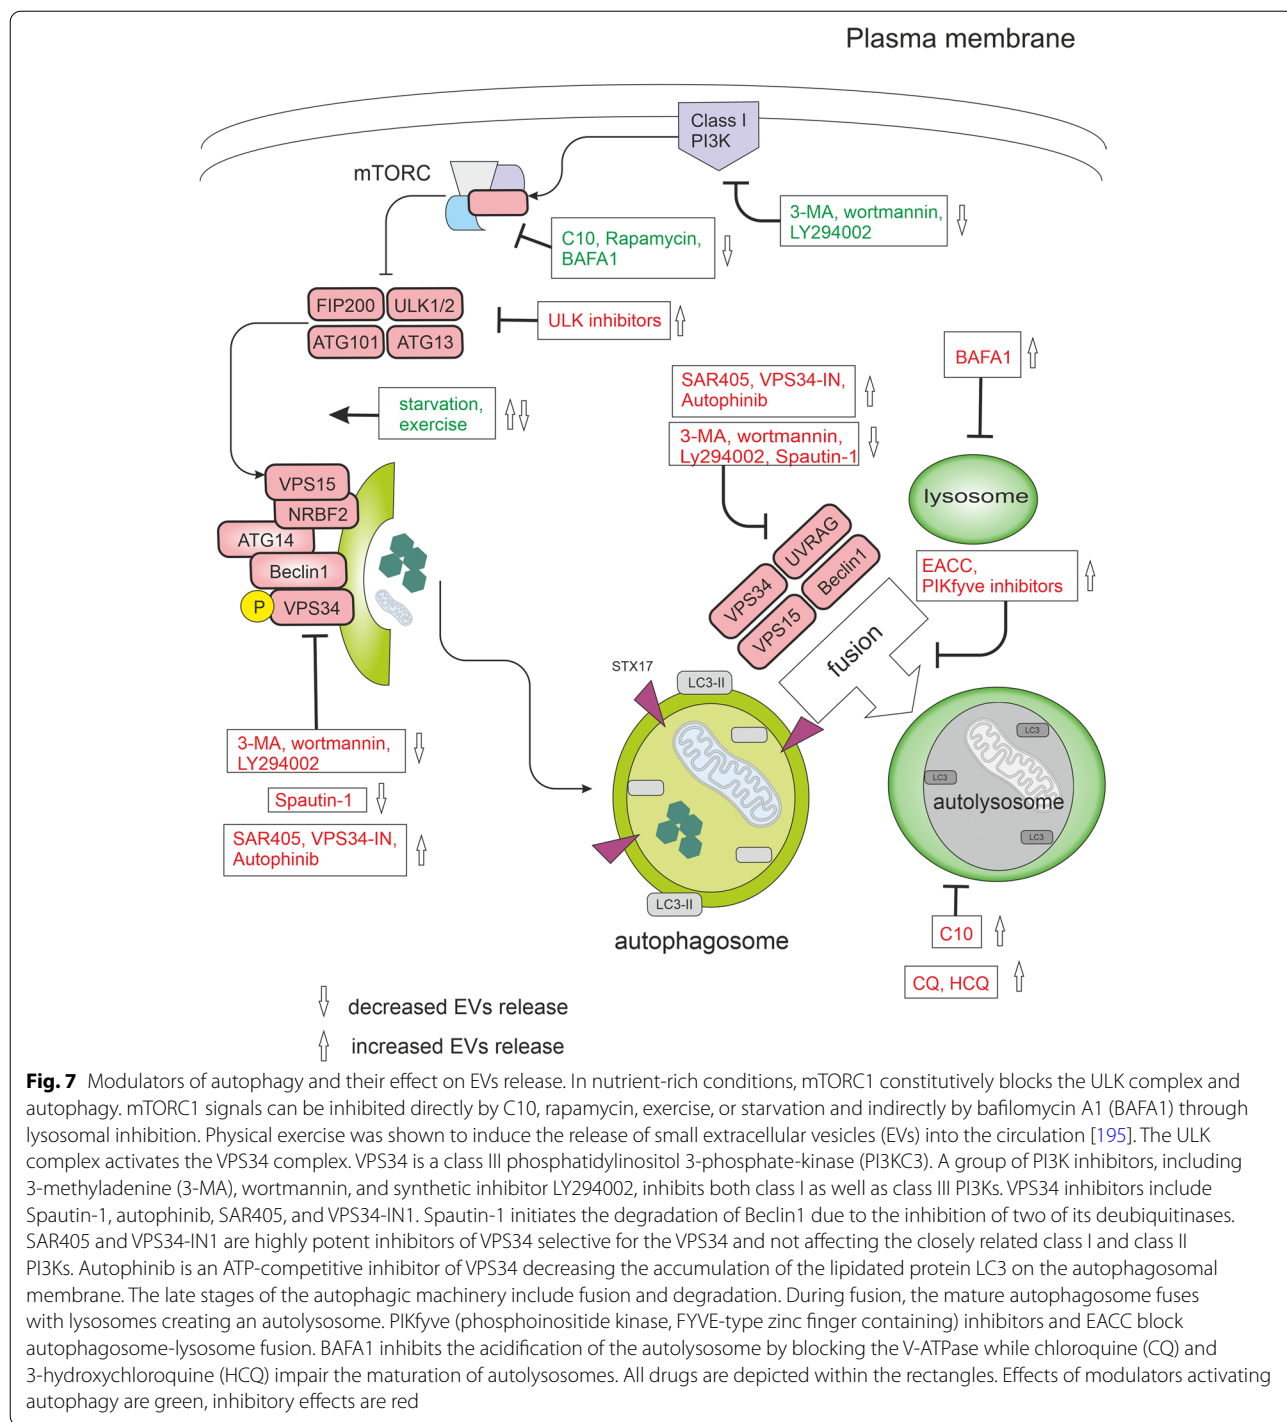 Plasma membrane
Class I
PI3K
mTORC
3-MA, wortmannin,
LY294002
C10, Rapamycin,
BAFA1
FIP200
ULK1/2
ATG101
ATG13
ULK inhibitors
BAFA1
SAR405, VPS34-IN,
Autophinib
starvation,
exercise
3-MA, wortmannin,
Ly294002, Spautin-1
VPS15
NRBF2
ATG14
Beclin1
P
VPS34
lysosome
UVRAG
Beclin1
VPS34
VPS15
EACC,
PIKfyve inhibitors
fusion
STX17
LC3-II
LC3
LC3
autolysosome
LC3
3-MA, wortmannin,
LY294002
Spautin-1
SAR405, VPS34-IN,
Autophinib
LC3-II
autophagosome
C10
CQ, HCQ
decreased EVs release
increased EVs release
Fig. 7 Modulators of autophagy and their effect on EVs release. In nutrient-rich conditions, mTORC1 constitutively blocks the ULK complex and
autophagy. mTORC1 signals can be inhibited directly by C10, rapamycin, exercise, or starvation and indirectly by bafilomycin A1 (BAFA1) through
lysosomal inhibition. Physical exercise was shown to induce the release of small extracellular vesicles (EVs) into the circulation [195]. The ULK
complex activates the VPS34 complex. VPS34 is a class III phosphatidylinositol 3-phosphate-kinase (PI3KC3). A group of PI3K inhibitors, including
3-methyladenine (3-MA), wortmannin, and synthetic inhibitor LY294002, inhibits both class I as well as class III PI3Ks. VPS34 inhibitors include
Spautin-1, autophinib, SAR405, and VPS34-IN1. Spautin-1 initiates the degradation of Beclin1 due to the inhibition of two of its deubiquitinases.
SAR405 and VPS34-IN1 are highly potent inhibitors of VPS34 selective for the VPS34 and not affecting the closely related class I and class II
PI3Ks. Autophinib is an ATP-competitive inhibitor of VPS34 decreasing the accumulation of the lipidated protein LC3 on the autophagosomal
membrane. The late stages of the autophagic machinery include fusion and degradation. During fusion, the mature autophagosome fuses
with lysosomes creating an autolysosome. PIKfyve (phosphoinositide kinase, FYVE-type zinc finger containing) inhibitors and EACC block
autophagosome-lysosome fusion. BAFA1 inhibits the acidification of the autolysosome by blocking the V-ATPase while chloroquine (CQ) and
3-hydroxychloroquine (HCQ) impair the maturation of autolysosomes. All drugs are depicted within the rectangles. Effects of modulators activating
autophagy are green, inhibitory effects are red